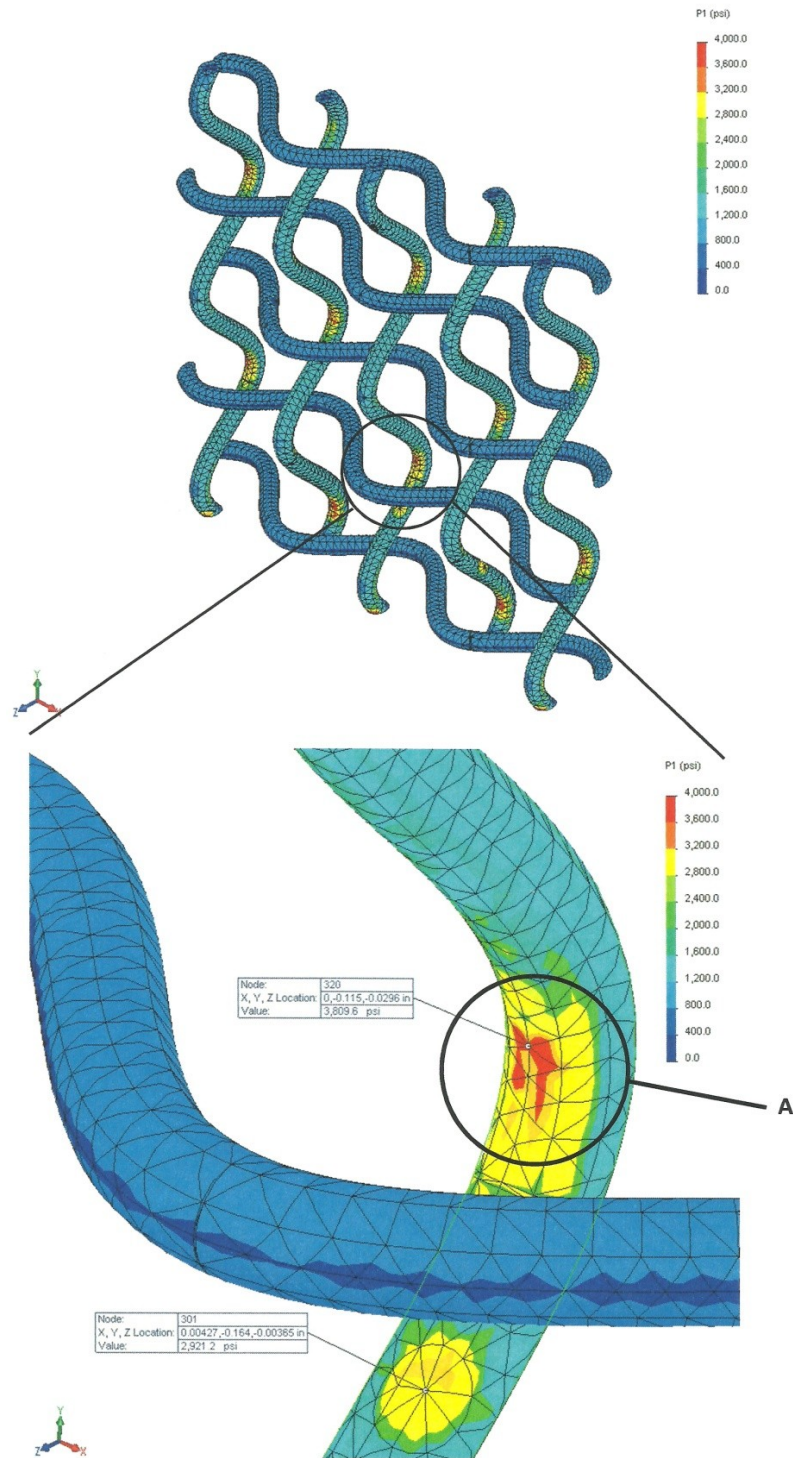 P1 (psi)
4,000.0
3,600.0
3,200.0
2,800.0
2,400.0
2,000.0
1,600.0
1,200.0
800.0
400.0
0.0
Y
Z X
P1 (psi)
4,000.0
3,600.0
3,200.0
2,800.0
2,400.0
2,000.0
1,600.0
1,200.0
800.0
400.0
0.0
Node: 320
X, Y, Z Location: 0,-0.115,-0.0296 in
Value: 3,809.6 psi
A
Node: 301
X, Y, Z Location: 0.00427,-0.164,-0.00365 in
Value: 2,921.2 psi
Y
Z X